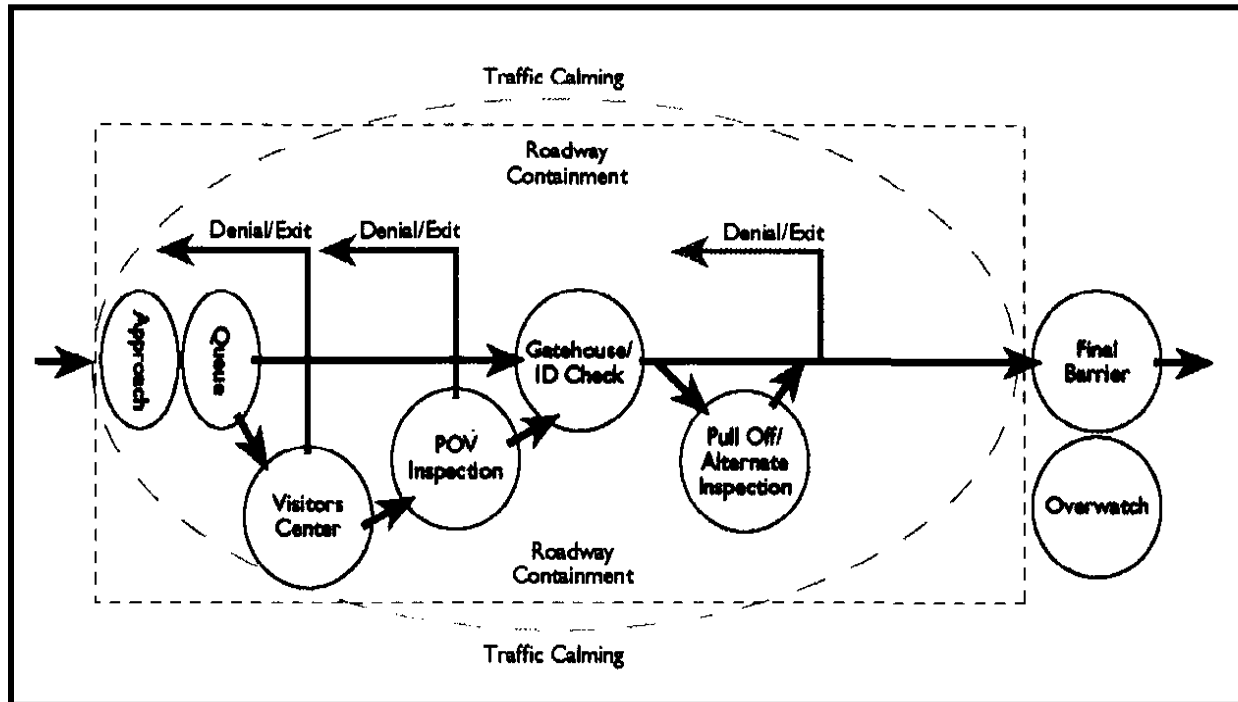 Traffic Calming
Roadway
Containment
Denial/Exit
Denial/Exit
Denial/Exit
Approach
Queue
Gatehouse/
ID Check
Final
Barrier
POV
Inspection
Pull Off/
Alternate
Inspection
Visitors
Center
Overwatch
Roadway
Containment
Traffic Calming